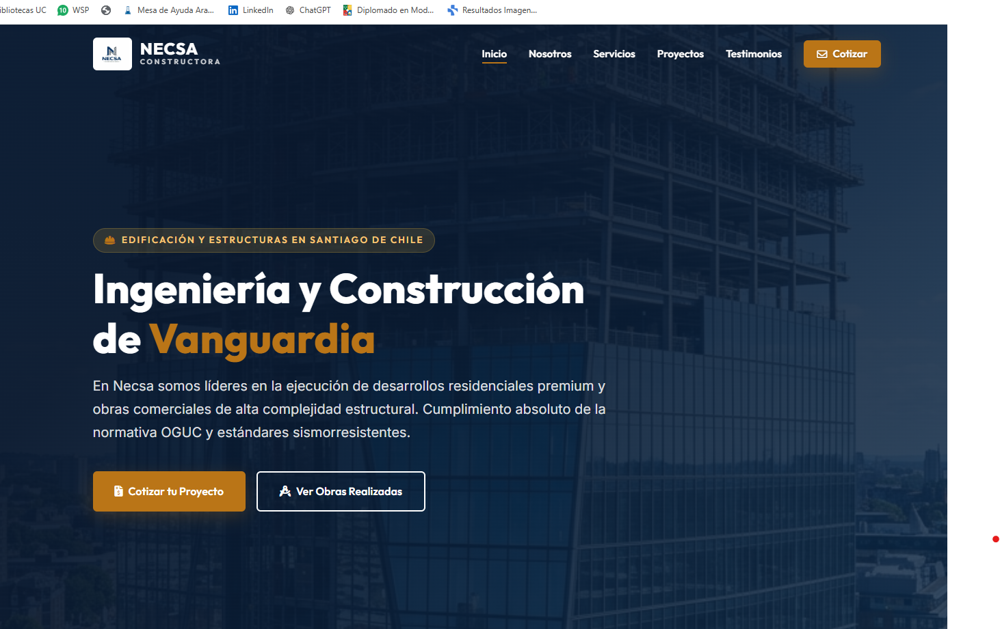 ibliotecas UC
10
WSP
Mesa de Ayuda Ara...
LinkedIn
ChatGPT
Diplomado en Mod...
Resultados Imagen...
NECSA
NECSA
CONSTRUCTORA
Inicio
Nosotros
Servicios
Proyectos
Testimonios
Cotizar
EDIFICACIÓN Y ESTRUCTURAS EN SANTIAGO DE CHILE
Ingeniería y Construcción
de Vanguardia
En Necsa somos líderes en la ejecución de desarrollos residenciales premium y
obras comerciales de alta complejidad estructural. Cumplimiento absoluto de la
normativa OGUC y estándares sismorresistentes.
Cotizar tu Proyecto
Ver Obras Realizadas